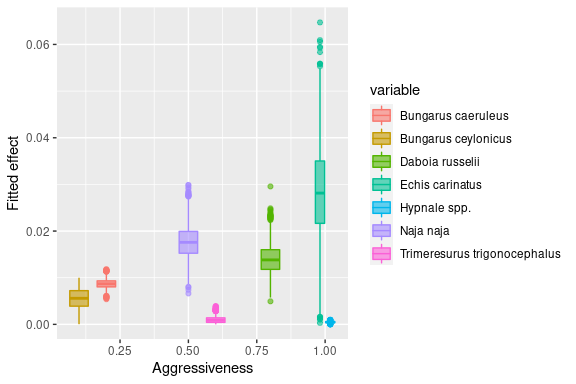 0.06
0.04
0.02
0.00
Fitted effect
0.25
0.50
0.75
1.00
Aggressiveness
variable
Bungarus caeruleus
Bungarus ceylonicus
Daboia russelii
Echis carinatus
Hypnale spp.
Naja naja
Trimeresurus trigonocephalus